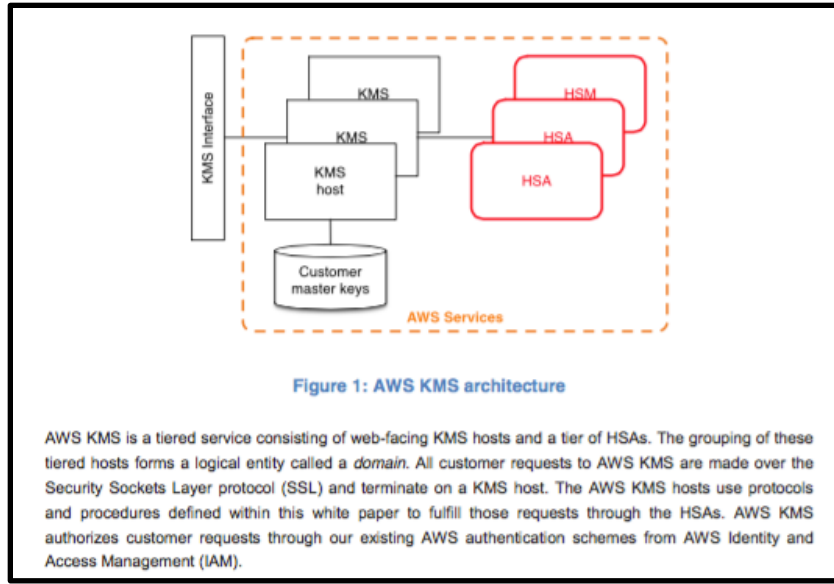 KMS Interface
KMS
KMS
KMS
host
HSM
HSA
HSA
Customer
master keys
AWS Services
Figure 1: AWS KMS architecture
AWS KMS is a tiered service consisting of web-facing KMS hosts and a tier of HSAs. The grouping of these
tiered hosts forms a logical entity called a domain. All customer requests to AWS KMS are made over the
Security Sockets Layer protocol (SSL) and terminate on a KMS host. The AWS KMS hosts use protocols
and procedures defined within this white paper to fulfill those requests through the HSAs. AWS KMS
authorizes customer requests through our existing AWS authentication schemes from AWS Identity and
Access Management (IAM).